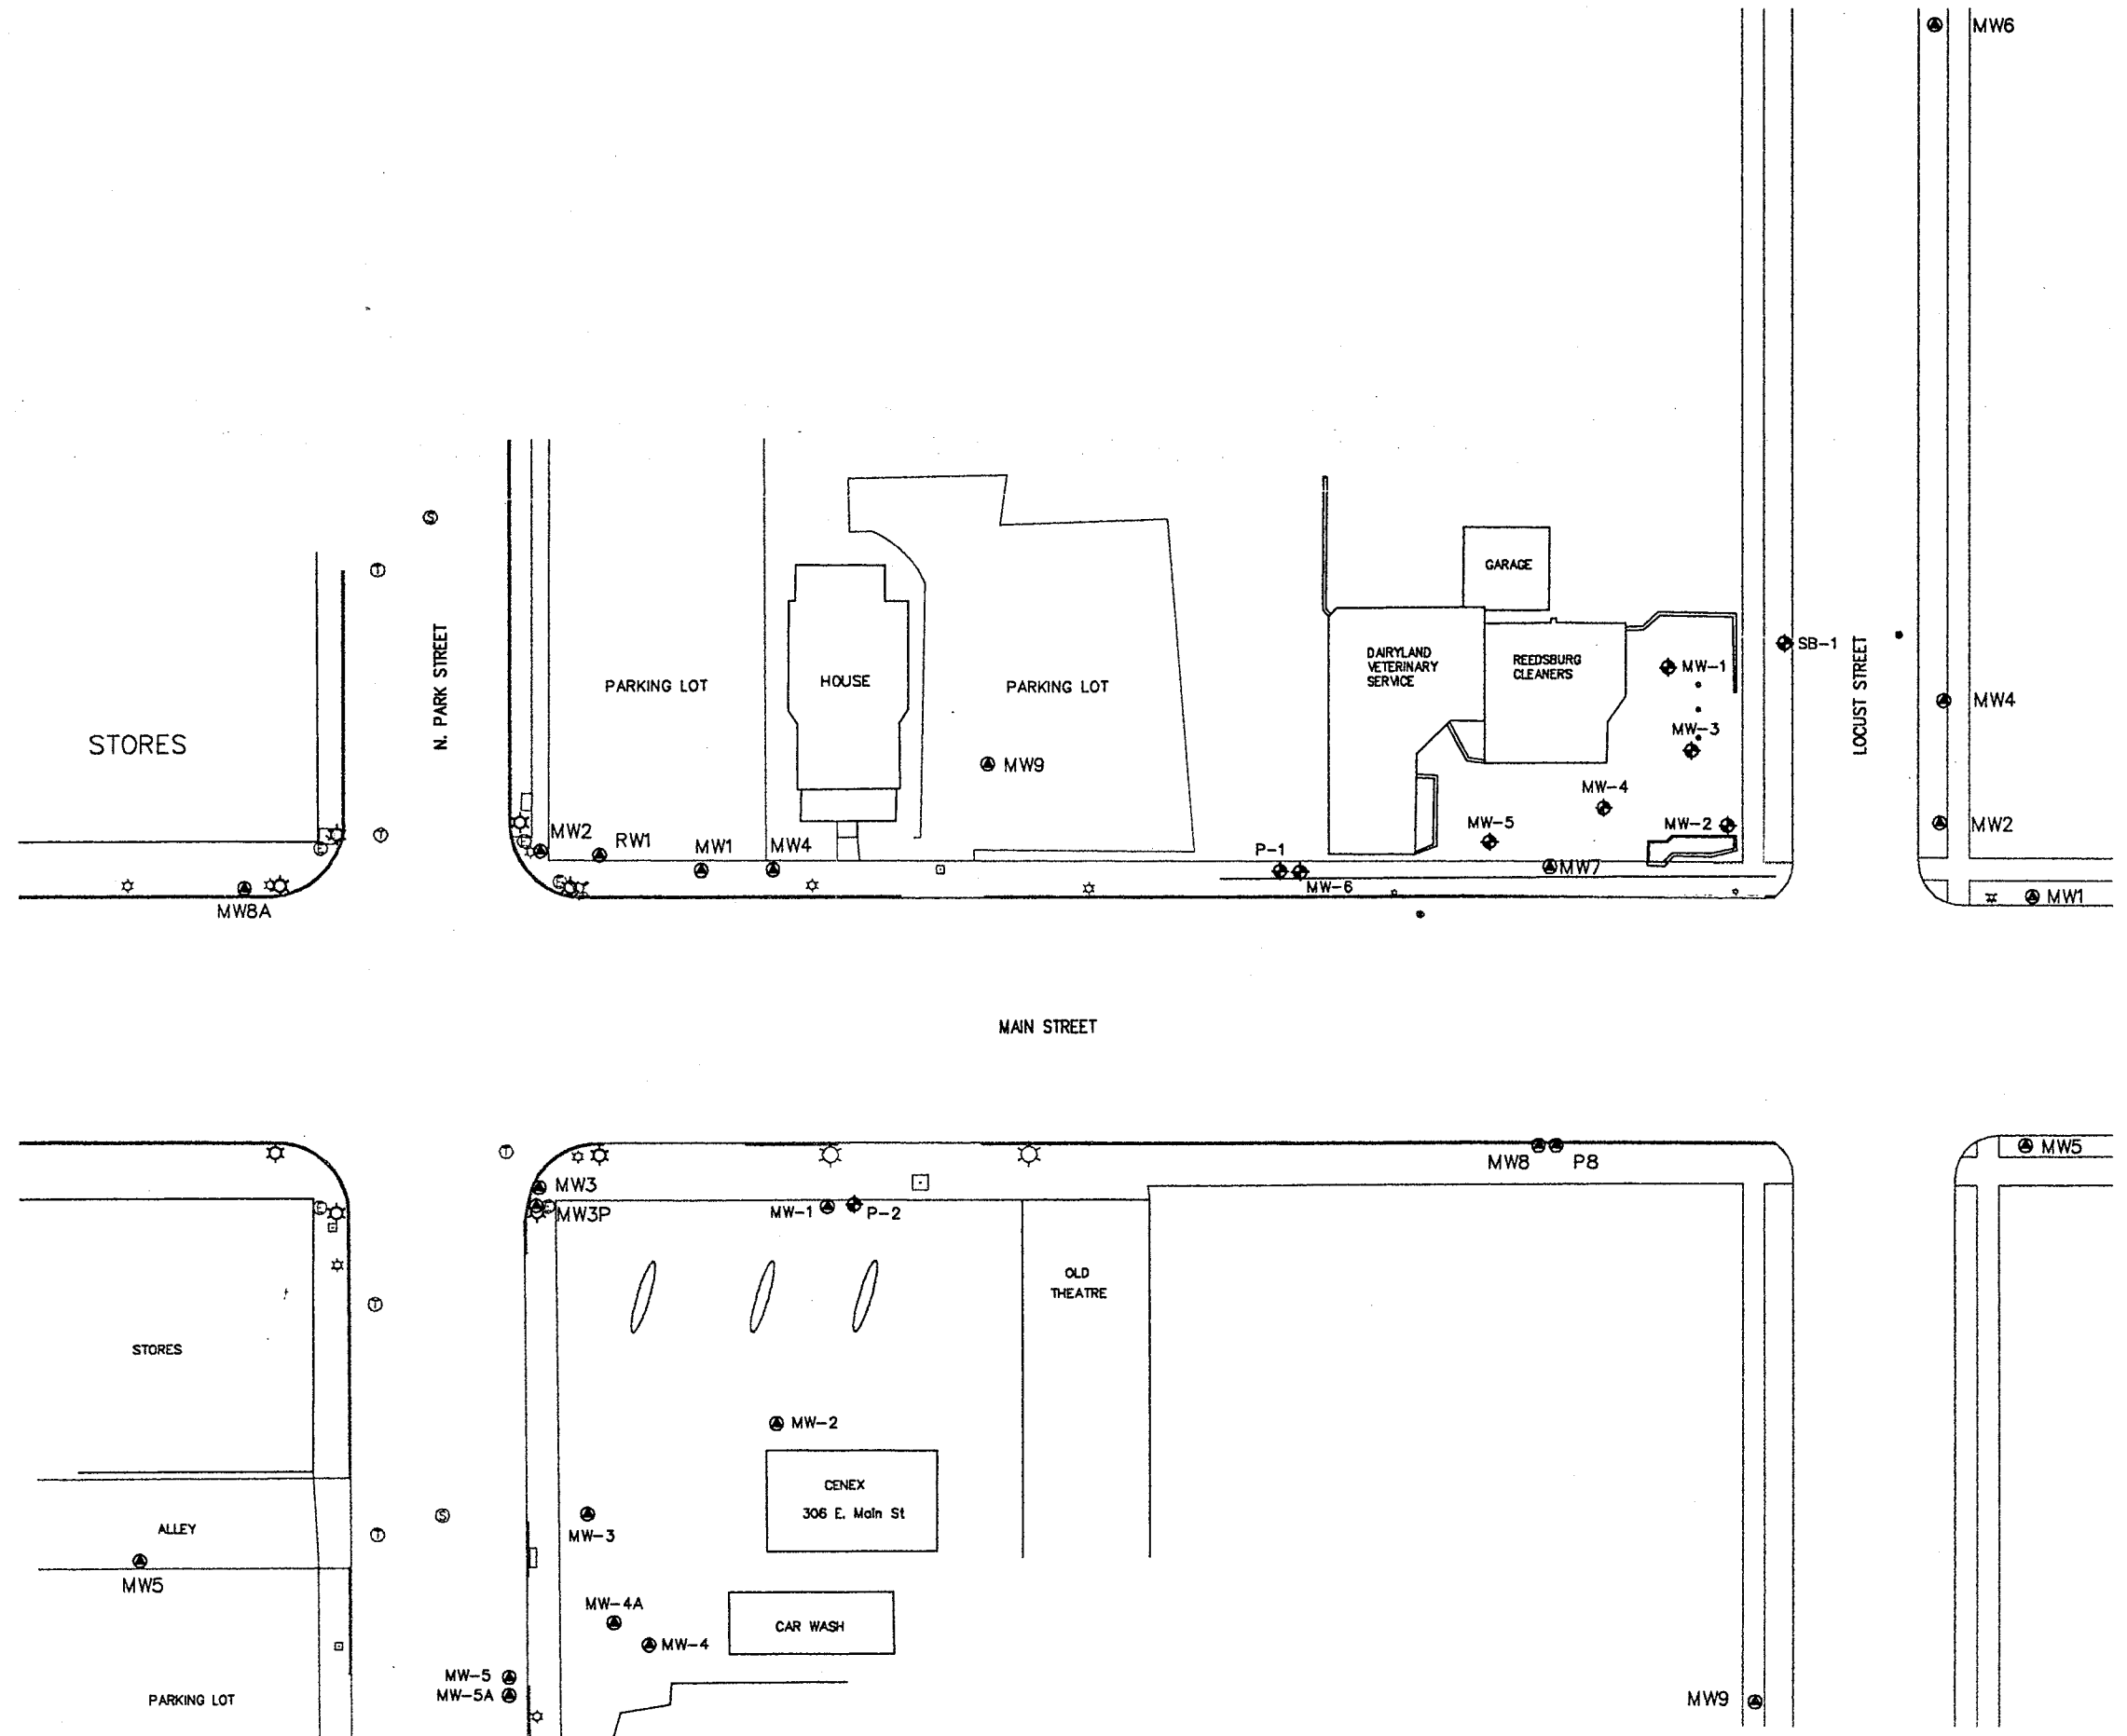 MW6
S
T
GARAGE
N. PARK STREET
PARKING LOT
HOUSE
PARKING LOT
DAIRYLAND
VETERINARY
SERVICE
REEDSBURG
CLEANERS
MW-1
SB-1
LOCUST STREET
MW4
STORES
MW-3
MW9
MW-4
MW-5
MW-2
MW2
T
E
E
MW2
RW1
MW1
MW4
P-1
MW-6
MW7
E
MW8A
MW1
MAIN STREET
T
MW8
P8
MW5
MW3
E
E
MW3P
MW-1
P-2
OLD
THEATRE
T
STORES
MW-2
CENEX
306 E. Main St
S
ALLEY
T
MW-3
MW5
MW-4A
CAR WASH
MW-4
MW-5
MW-5A
PARKING LOT
MW9